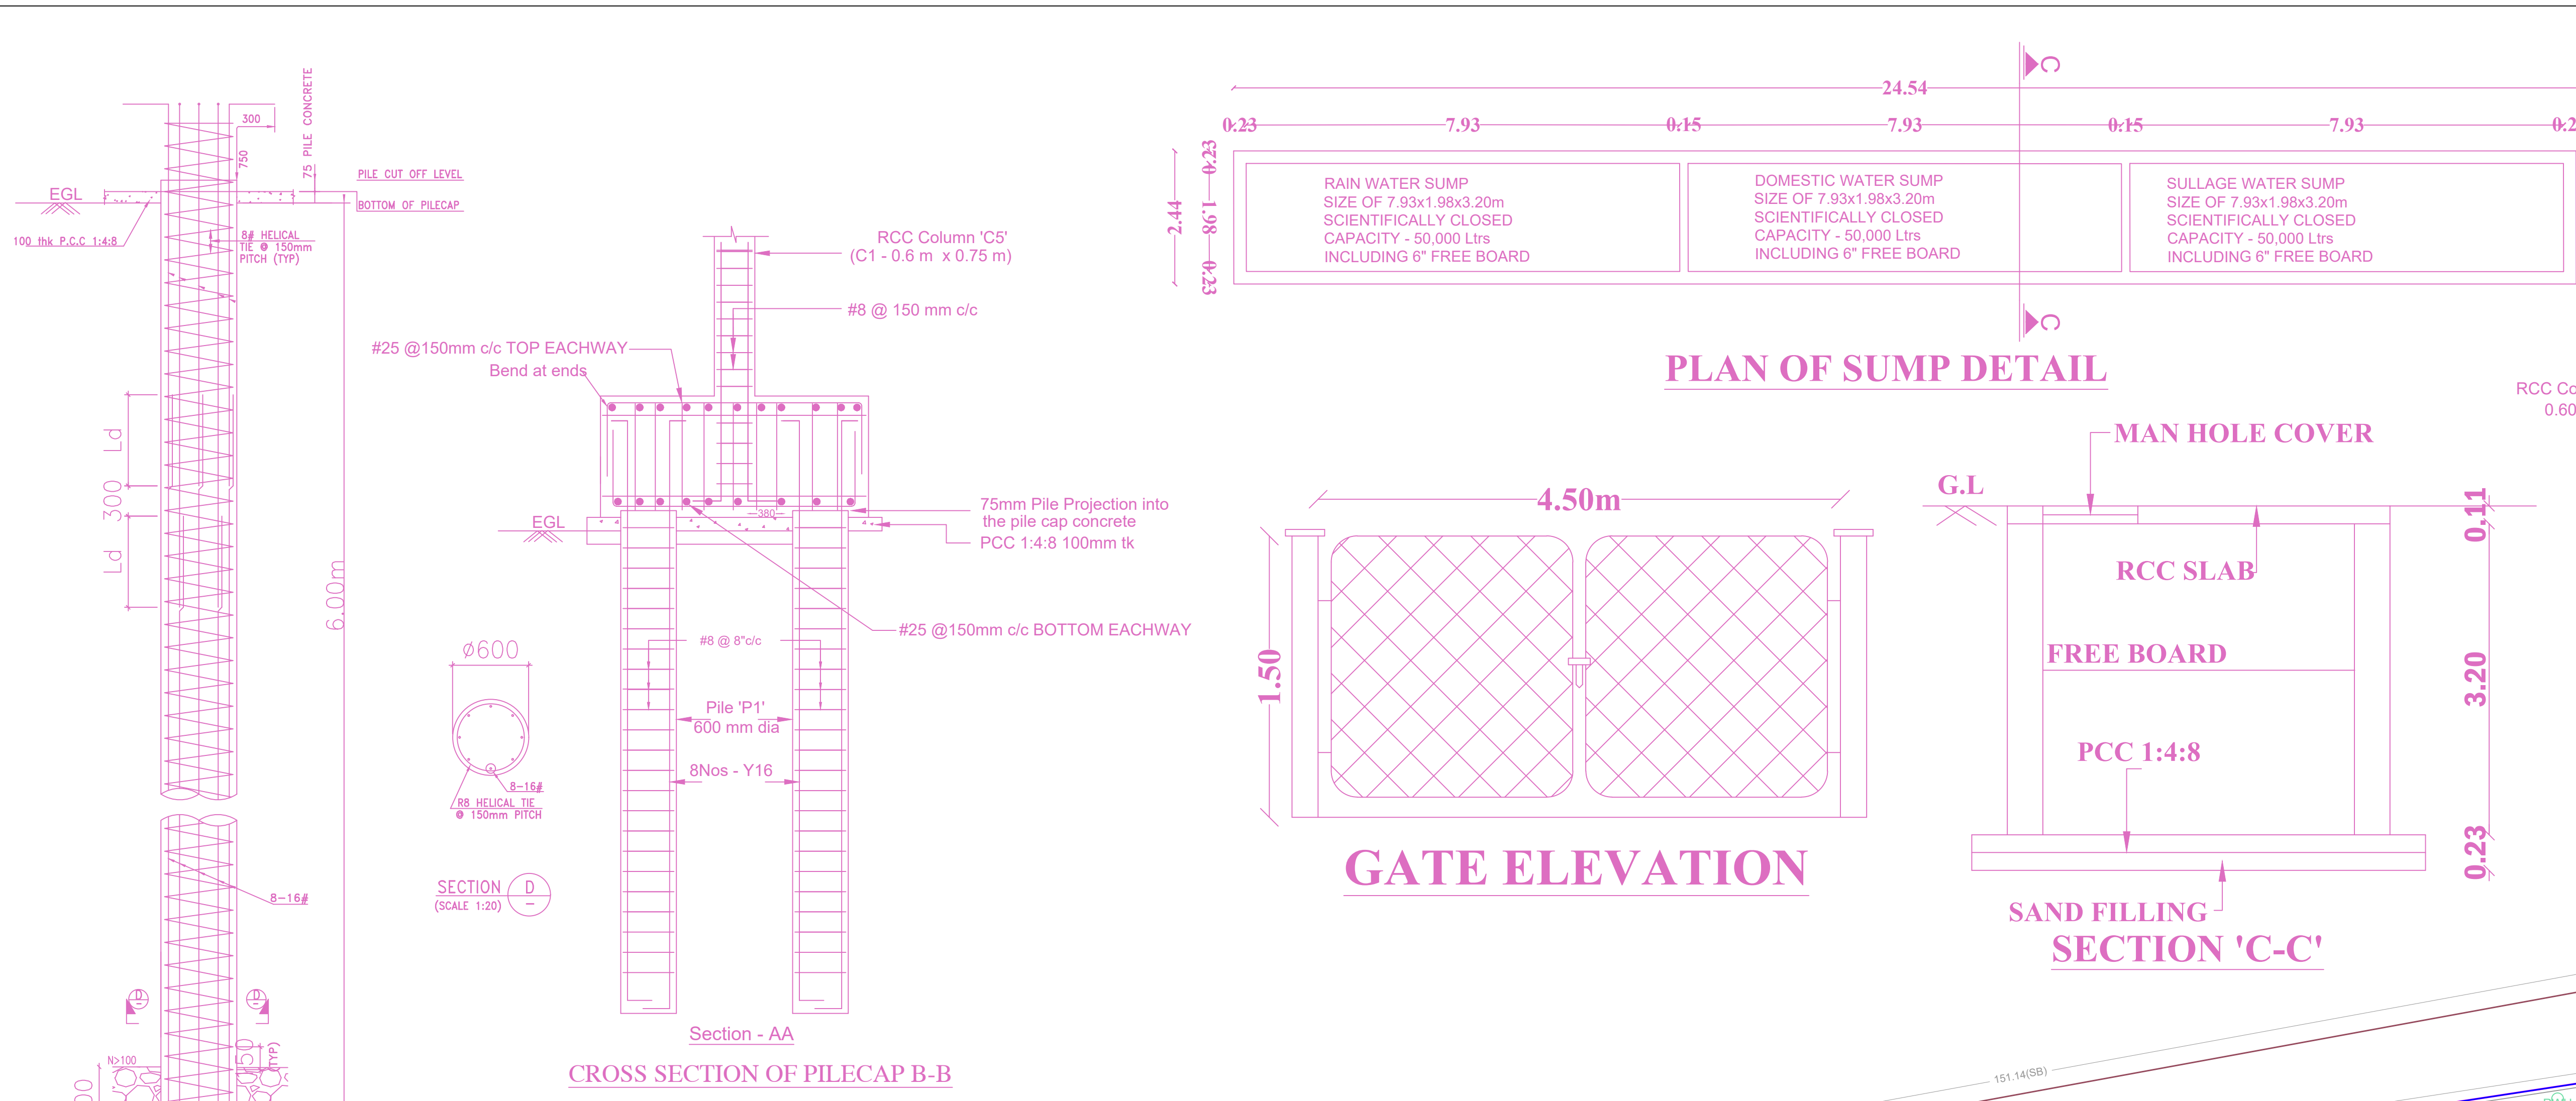 75 PILE CONCRETE
300
750
PILE CUT OFF LEVEL
EGL
BOTTOM OF PILECAP
100 thk P.C.C 1:4:8
8# HELICAL
TIE @ 150mm
PITCH (TYP)
Ld
300
Ld
6.00m
Ø600
8-16#
R8 HELICAL TIE
@ 150mm PITCH
SECTION
(SCALE 1:20)
D
8-16#
D
D
N>100
(TYP)
RCC Column 'C5'
(C1 - 0.6 m x 0.75 m)
#8 @ 150 mm c/c
#25 @150mm c/c TOP EACHWAY
Bend at ends
EGL
380
75mm Pile Projection into
the pile cap concrete
PCC 1:4:8 100mm tk
#25 @150mm c/c BOTTOM EACHWAY
#8 @ 8"c/c
Pile 'P1'
600 mm dia
8Nos - Y16
Section - AA
CROSS SECTION OF PILECAP B-B
C
24.54
0.23
7.93
0.15
7.93
0.15
7.93
2.44
0.23
1.98
0.23
RAIN WATER SUMP
SIZE OF 7.93x1.98x3.20m
SCIENTIFICALLY CLOSED
CAPACITY - 50,000 Ltrs
INCLUDING 6" FREE BOARD
DOMESTIC WATER SUMP
SIZE OF 7.93x1.98x3.20m
SCIENTIFICALLY CLOSED
CAPACITY - 50,000 Ltrs
INCLUDING 6" FREE BOARD
SULLAGE WATER SUMP
SIZE OF 7.93x1.98x3.20m
SCIENTIFICALLY CLOSED
CAPACITY - 50,000 Ltrs
INCLUDING 6" FREE BOARD
C
PLAN OF SUMP DETAIL
4.50m
1.50
GATE ELEVATION
RCC
MAN HOLE COVER
G.L
RCC SLAB
FREE BOARD
PCC 1:4:8
SAND FILLING
0.11
3.20
0.23
SECTION 'C-C'
151.14(SB)